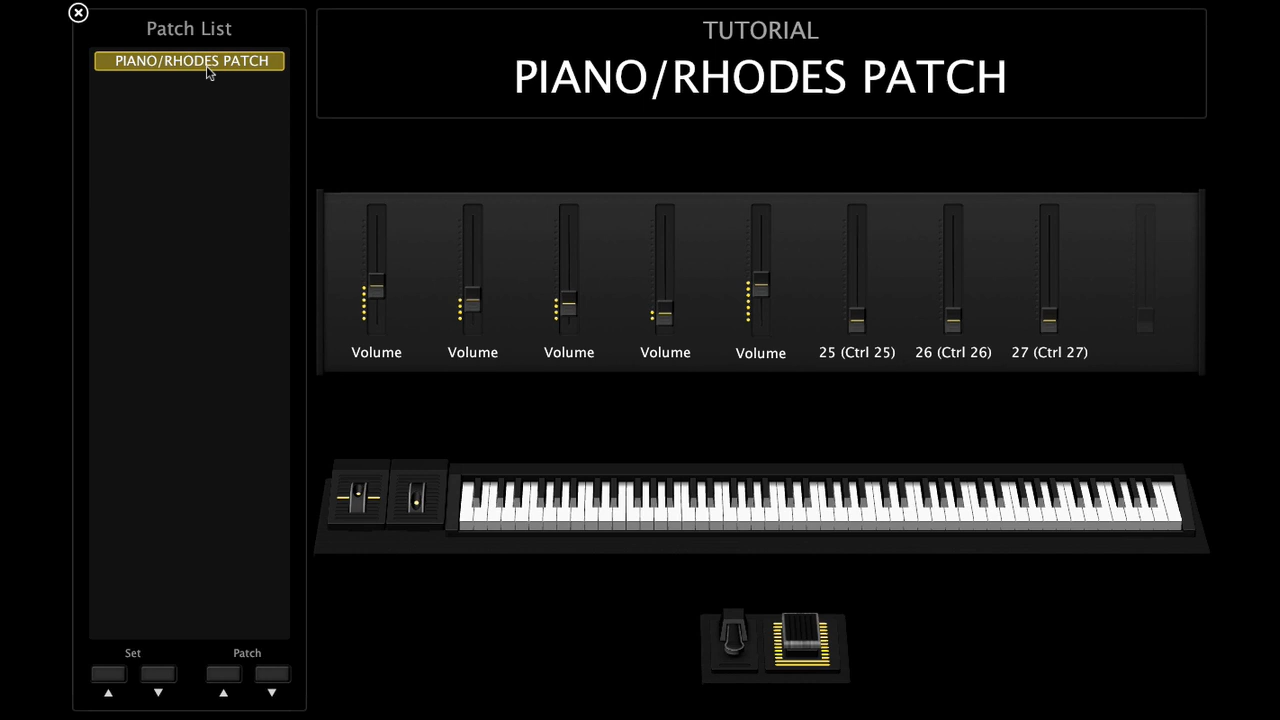 Patch List
PIANO/RHODES PATCH
TUTORIAL
PIANO/RHODES PATCH
Volume Volume Volume Volume Volume 25 (Ctrl 25) 26 (Ctrl 26) 27 (Ctrl 27)
Set Patch